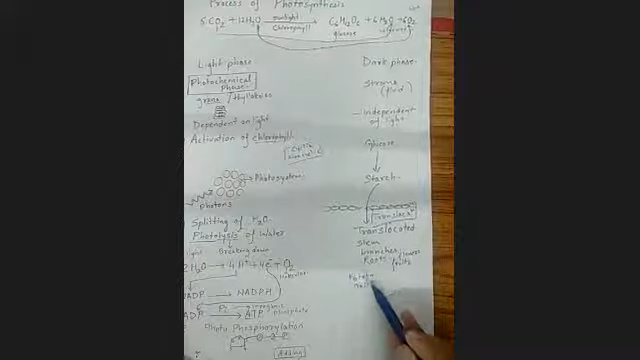 Process of Photosynthesis
6CO2 + 12H2O sunlight Chlorophyll C6H12O6 + 6H2O + 6O2
glucose
Light phase
Photochemical phase
grana / thylakoids
Dependent on light
Activation of chlorophyll
Photosystem
photons
Splitting of H2O
Photolysis of Water
Breaking down
2H2O → 4H+ + 4e- + O2
NADP → NADPH
Pi inorganic phosphate
ADP → ATP
Photo Phosphorylation
Adding
Dark phase
Stroma
(fluid)
- Independent of light
Glucose
Starch
Translocated
stem
branches
Roots flowers
fruits